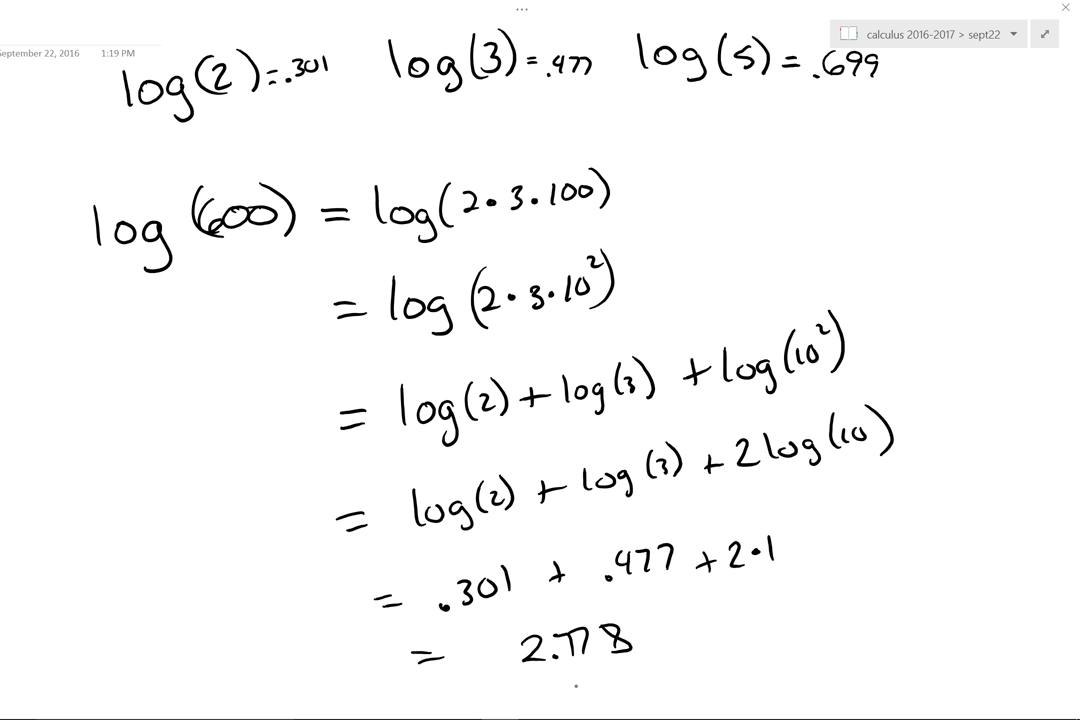 ...
calculus 2016-2017 > sept22
September 22, 2016 1:19 PM
log(2)=.301 log(3)=.477 log(5)=.699
log(600) = log(2·3·100)
= log(2·3·10²)
= log(2)+log(3)+log(10²)
= log(2)+log(3)+2log(10)
= .301 + .477 + 2·1
= 2.778